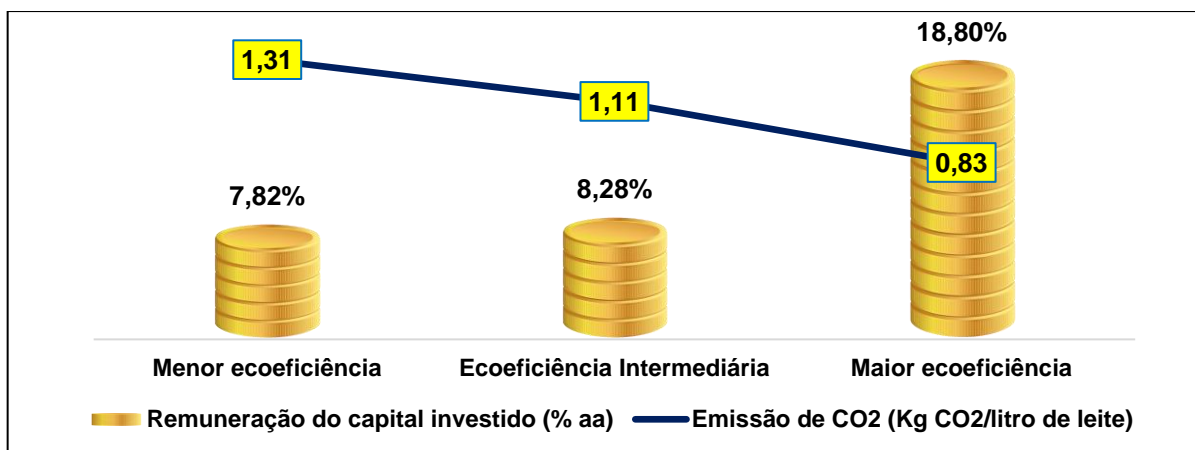 18,80%
1,31
1,11
0,83
7,82%
8,28%
Menor ecoeficiência
Ecoeficiência Intermediária
Maior ecoeficiência
Remuneração do capital investido (% aa)
Emissão de CO2 (Kg CO2/litro de leite)